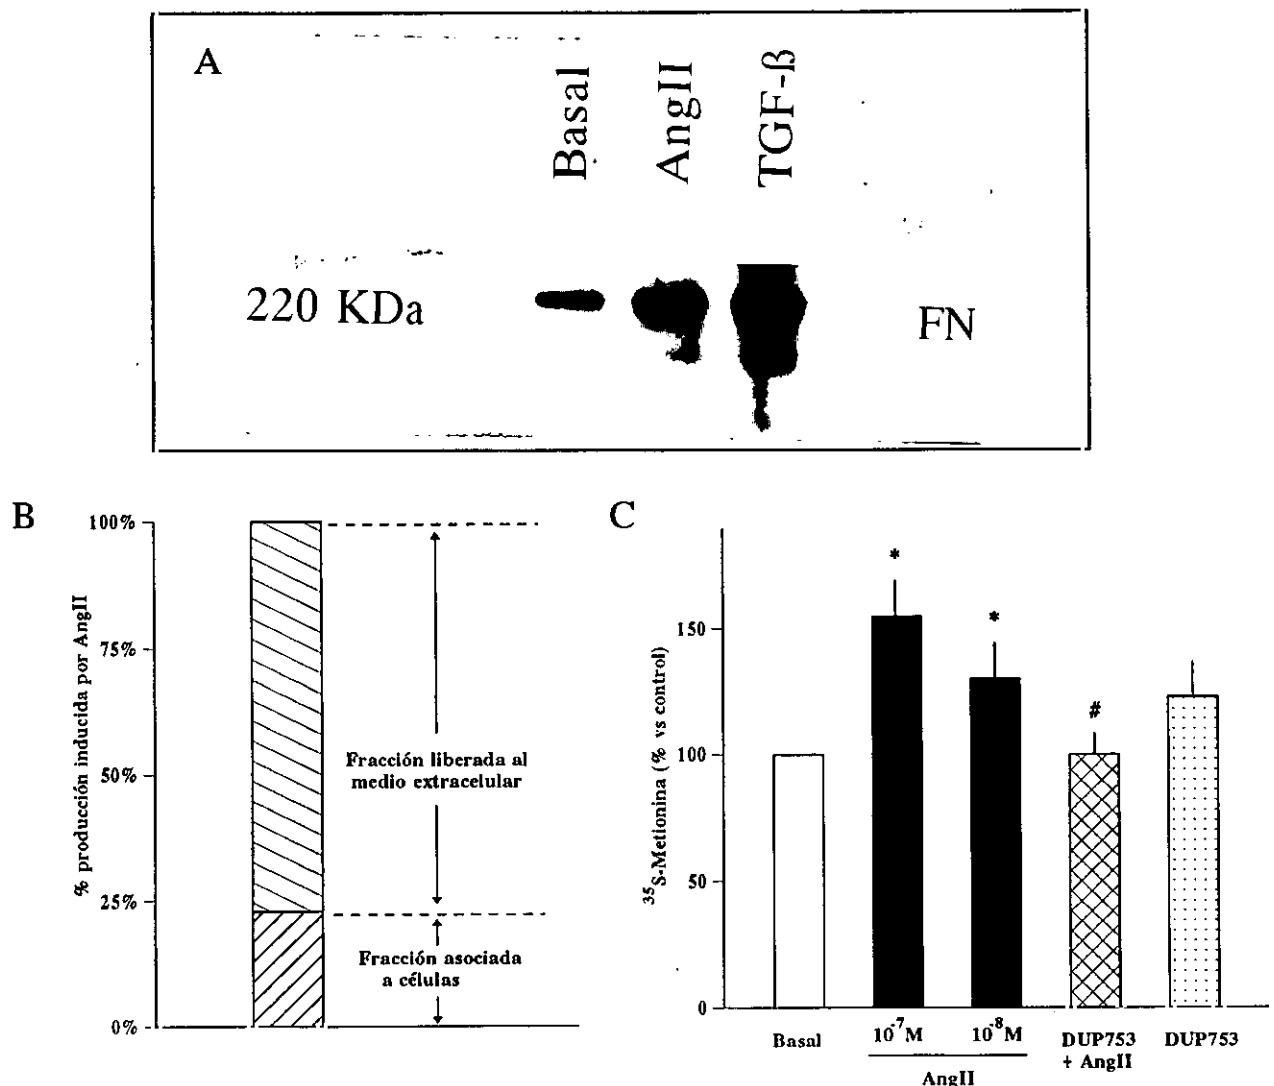 A
Basal
AngII
TGF-ß
220 KDa
FN
B
% producción inducida por AngII
100%
75%
50%
25%
0%
Fracción liberada al
medio extracelular
Fracción asociada
a células
C
35S-Metionina (% vs control)
150
100
50
0
*
*
#
Basal
10-7M
10-8M
AngII
DUP753
+ AngII
DUP753